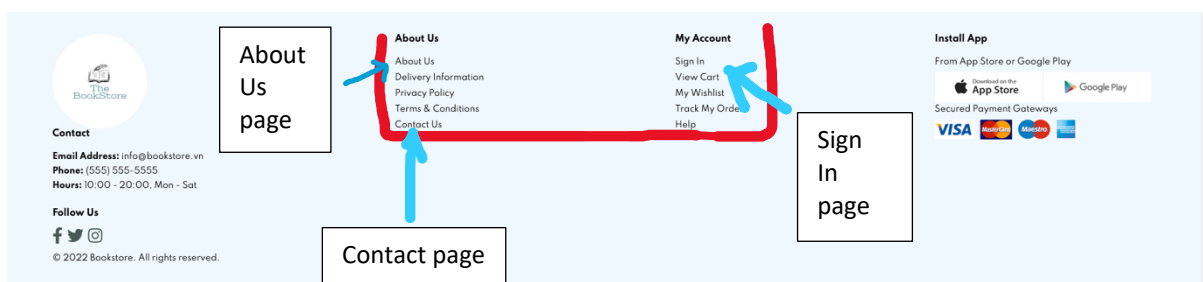 The
BookStore
Contact
Email Address: info@bookstore.vn
Phone: (555) 555-5555
Hours: 10:00 - 20:00, Mon - Sat
Follow Us
© 2022 Bookstore. All rights reserved.
About
Us
page
About Us
About Us
Delivery Information
Privacy Policy
Terms & Conditions
Contact Us
Contact page
My Account
Sign In
View Cart
My Wishlist
Track My Order
Help
Sign
In
page
Install App
From App Store or Google Play
Download on the
App Store
Google Play
Secured Payment Gateways
VISA
MasterCard
Maestro